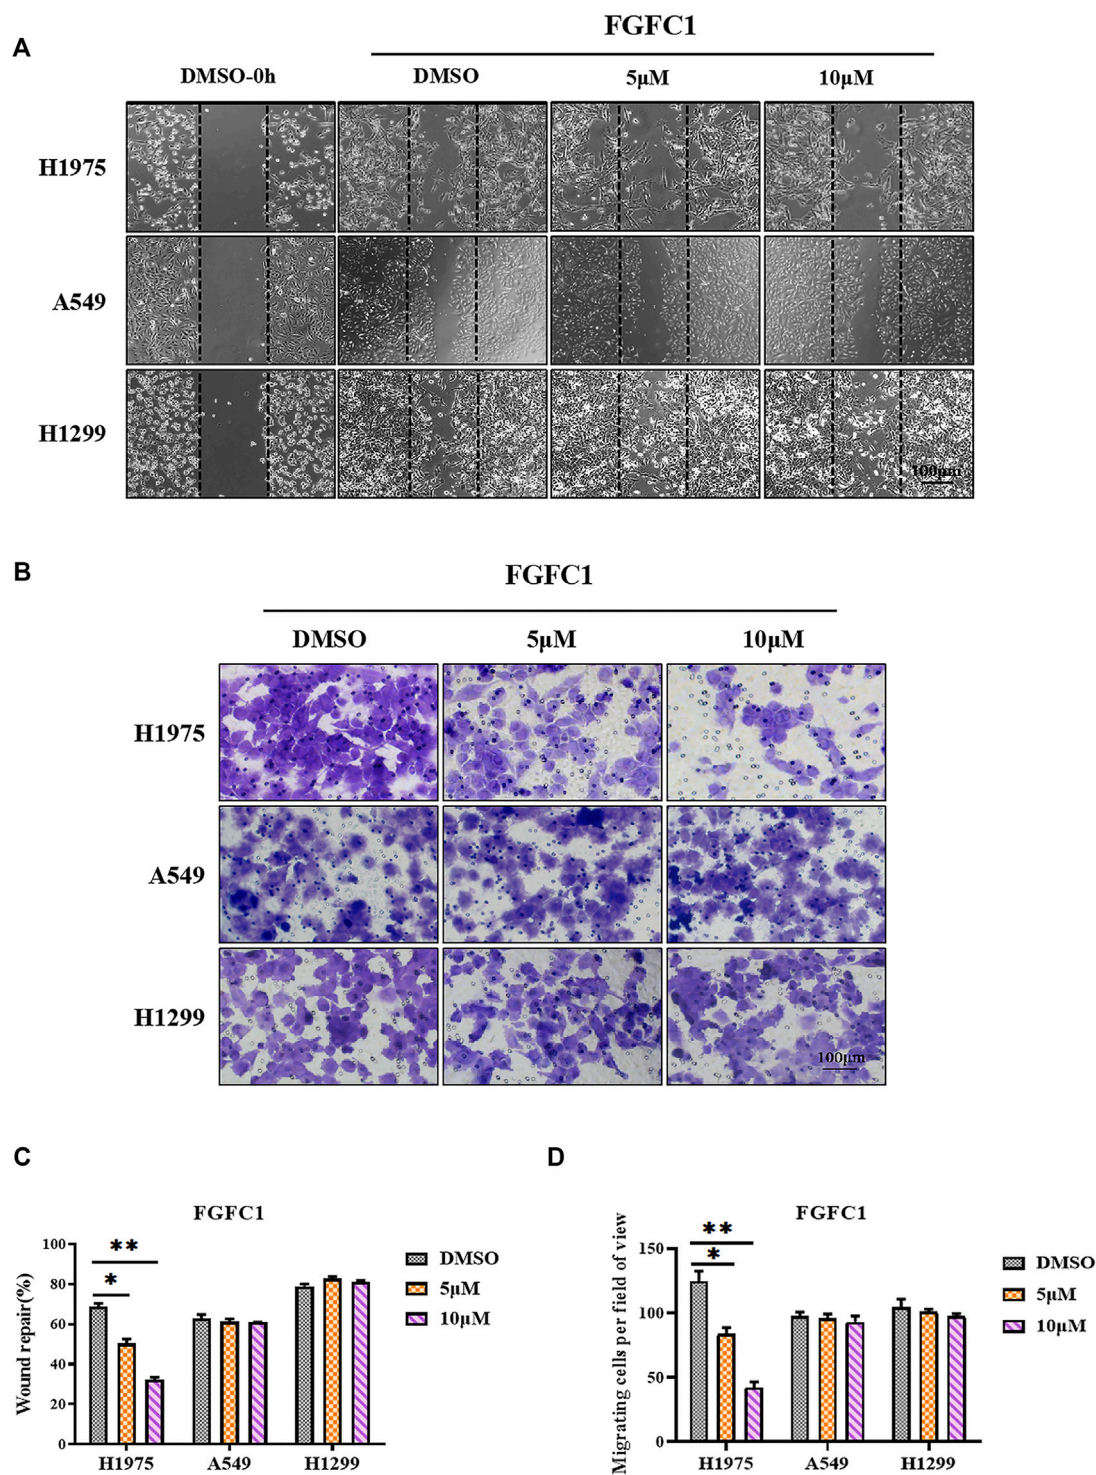 A
FGFC1
DMSO-0h DMSO 5μM 10μM
H1975
A549
H1299
100μm
B
FGFC1
DMSO 5μM 10μM
H1975
A549
H1299
100μm
C
FGFC1
Wound repair(%)
100
80
60
40
20
0
**
*
H1975 A549 H1299
DMSO
5μM
10μM
D
FGFC1
Migrating cells per field of view
150
100
50
0
**
*
H1975 A549 H1299
DMSO
5μM
10μM